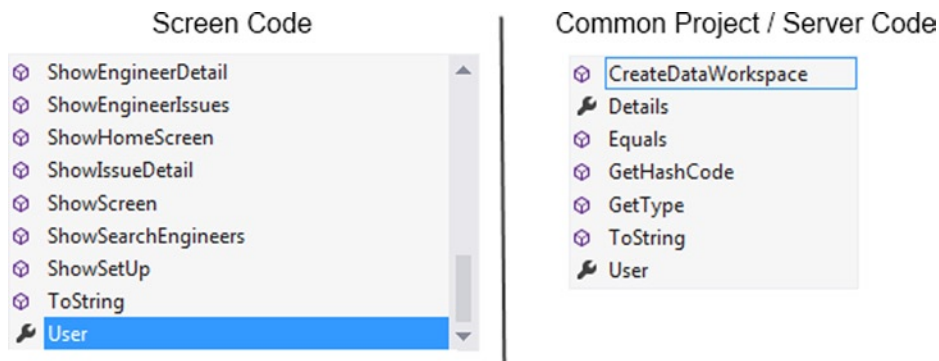 Screen Code
ShowEngineerDetail
ShowEngineerIssues
ShowHomeScreen
ShowIssueDetail
ShowScreen
ShowSearchEngineers
ShowSetUp
ToString
User
Common Project / Server Code
CreateDataWorkspace
Details
Equals
GetHashCode
GetType
ToString
User